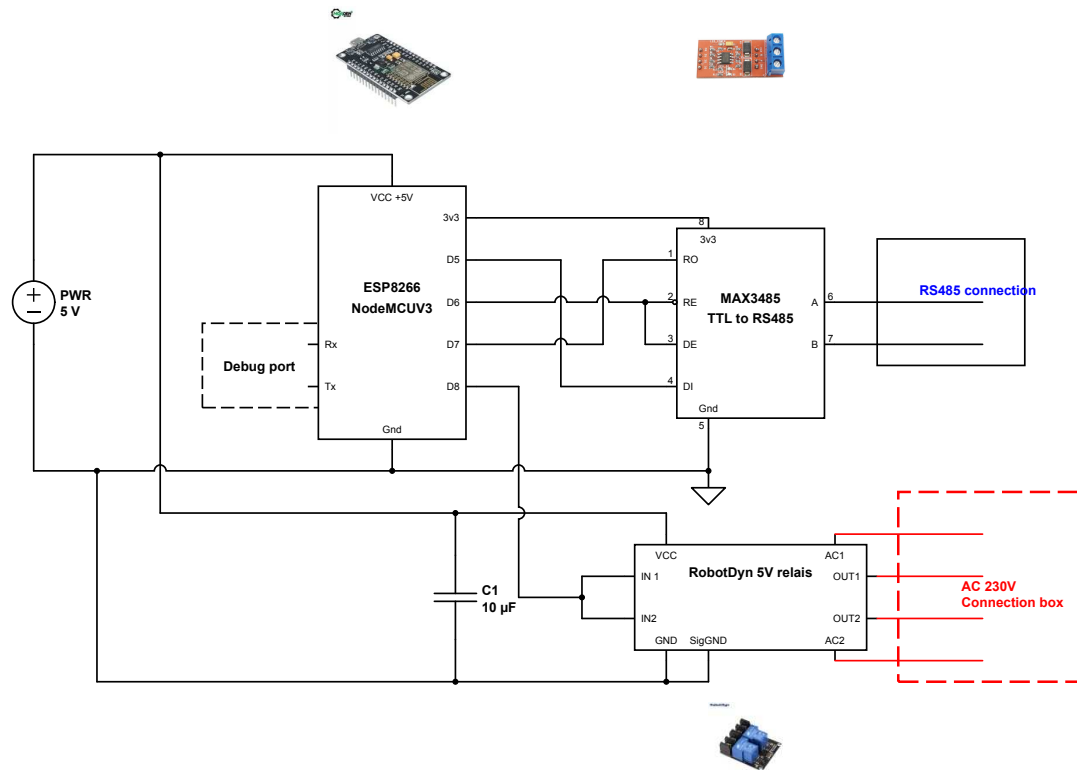 VCC +5V
3v3
D5
ESP8266
NodeMCUV3
D6
D7
D8
Rx
Tx
Gnd
Debug port
PWR
5 V
8
3v3
1
RO
2
RE
MAX3485
TTL to RS485
3
DE
4
DI
Gnd
5
A
6
B
7
RS485 connection
C1
10 µF
VCC
RobotDyn 5V relais
IN 1
IN2
GND
SigGND
AC1
OUT1
OUT2
AC2
AC 230V
Connection box